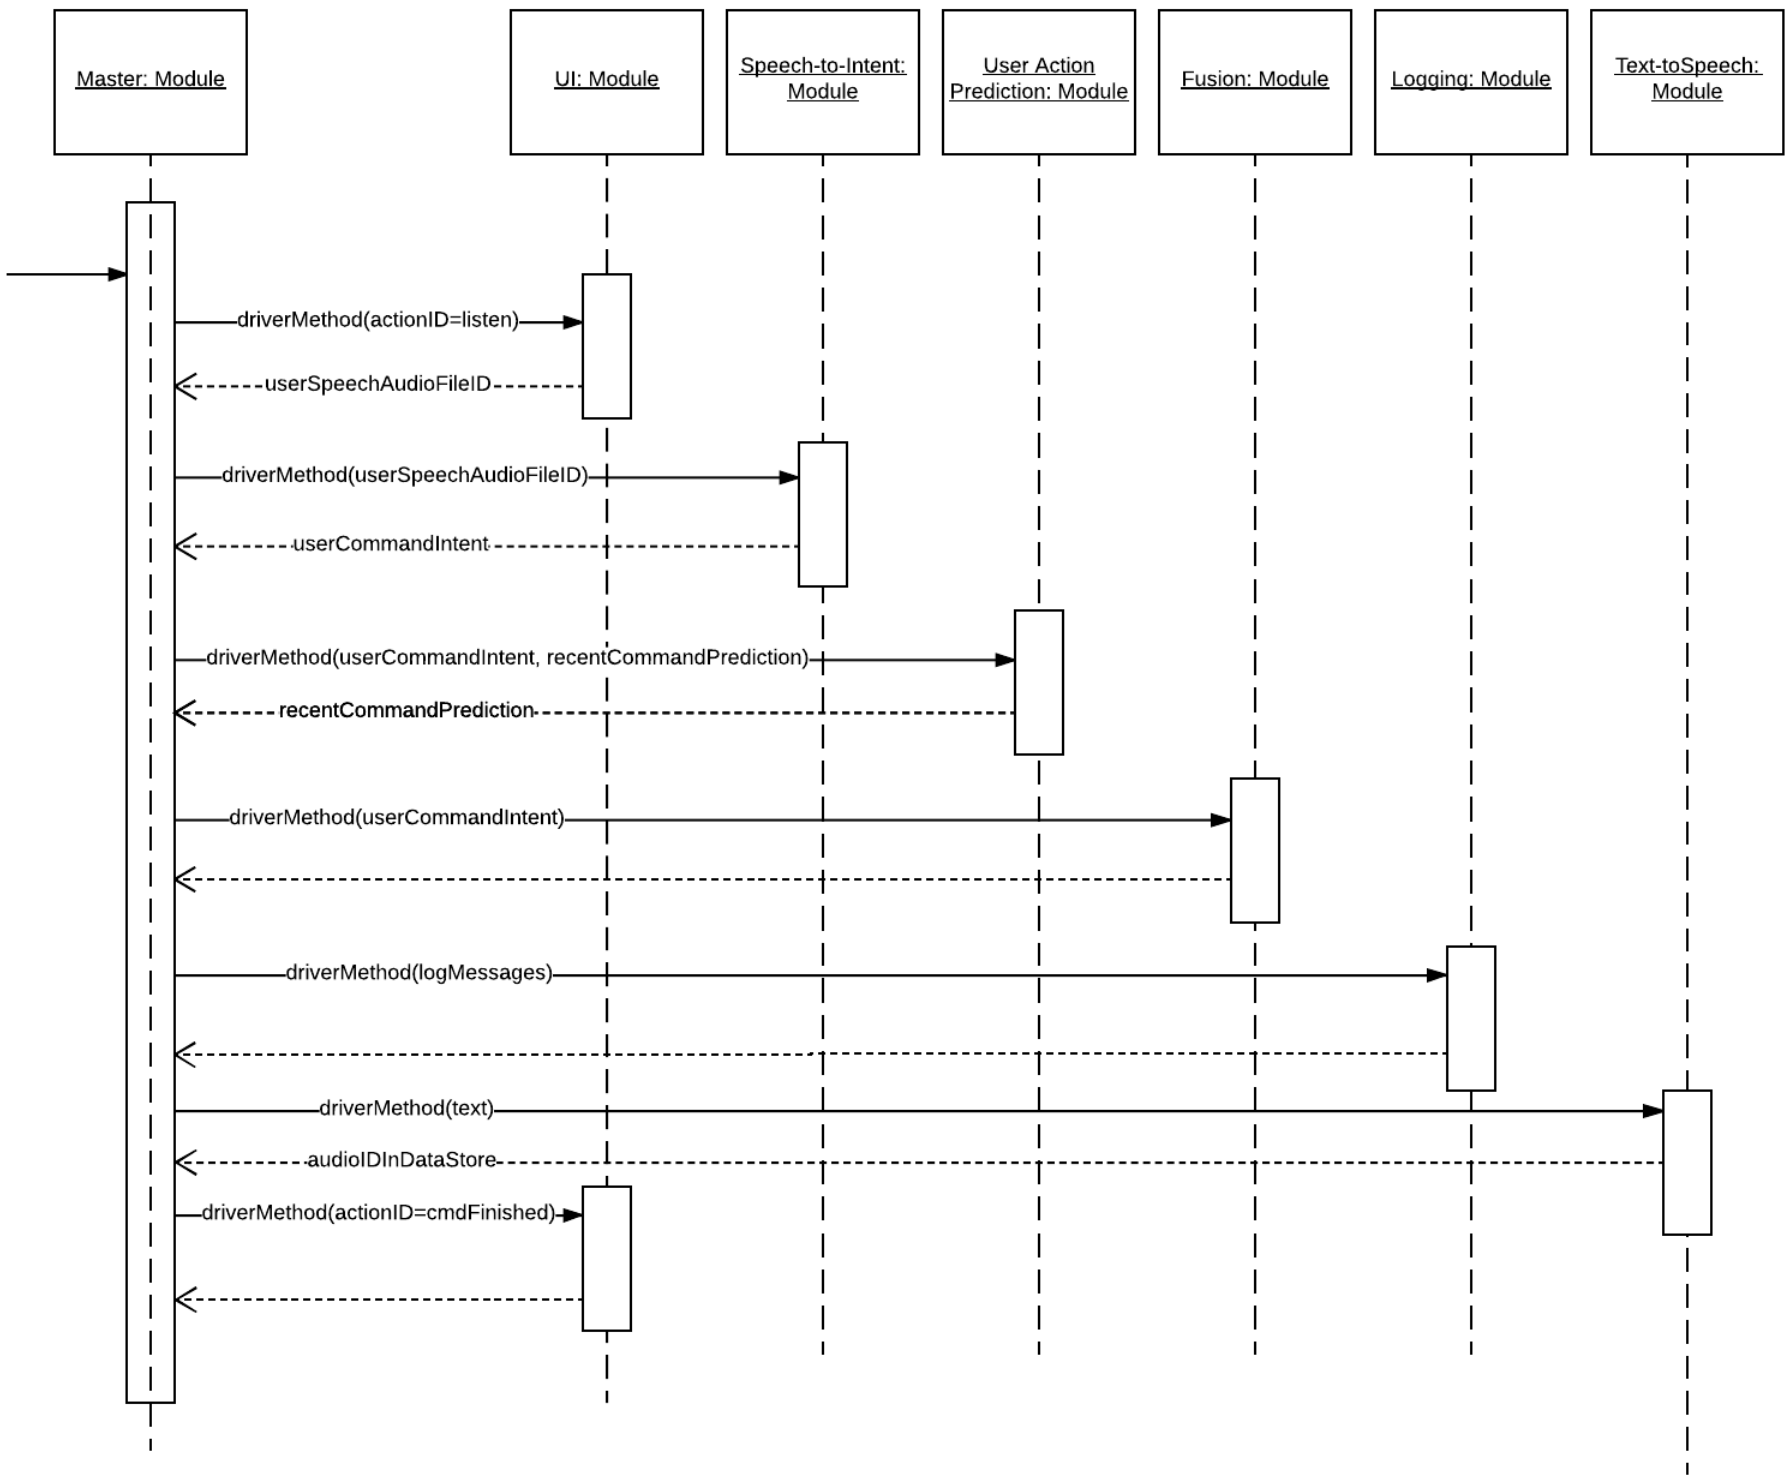 Master: Module
UI: Module
Speech-to-Intent:
Module
User Action
Prediction: Module
Fusion: Module
Logging: Module
Text-toSpeech:
Module
driverMethod(actionID=listen)
userSpeechAudioFileID
driverMethod(userSpeechAudioFileID)
userCommandIntent
driverMethod(userCommandIntent, recentCommandPrediction)
recentCommandPrediction
driverMethod(userCommandIntent)
driverMethod(logMessages)
driverMethod(text)
audioIDInDataStore
driverMethod(actionID=cmdFinished)